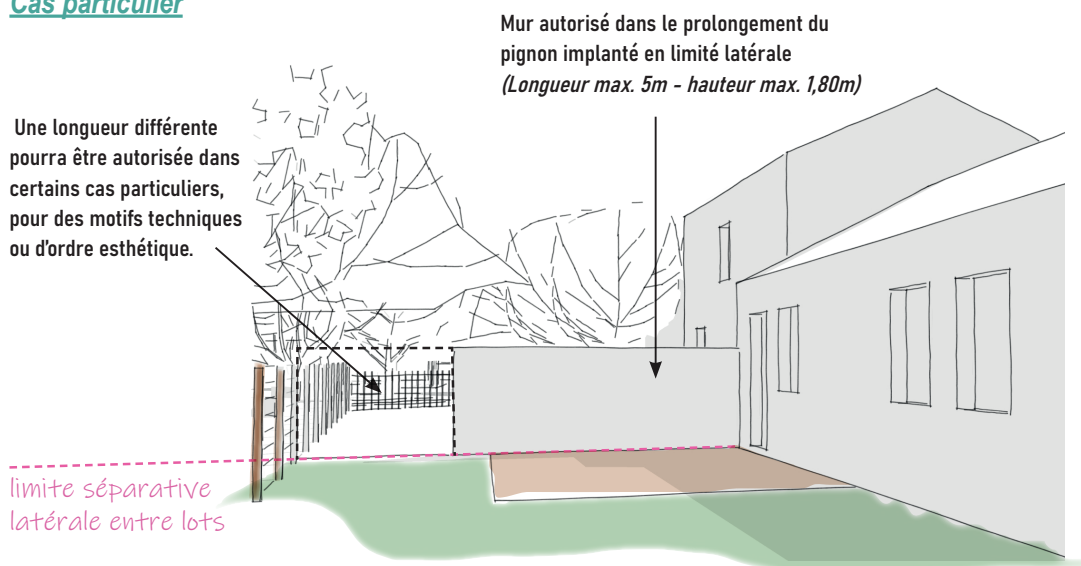 Cas particulier
Mur autorisé dans le prolongement du
pignon implanté en limité latérale
(Longueur max. 5m - hauteur max. 1,80m)
Une longueur différente
pourra être autorisée dans
certains cas particuliers,
pour des motifs techniques
ou d'ordre esthétique.
limite séparative
latérale entre lots